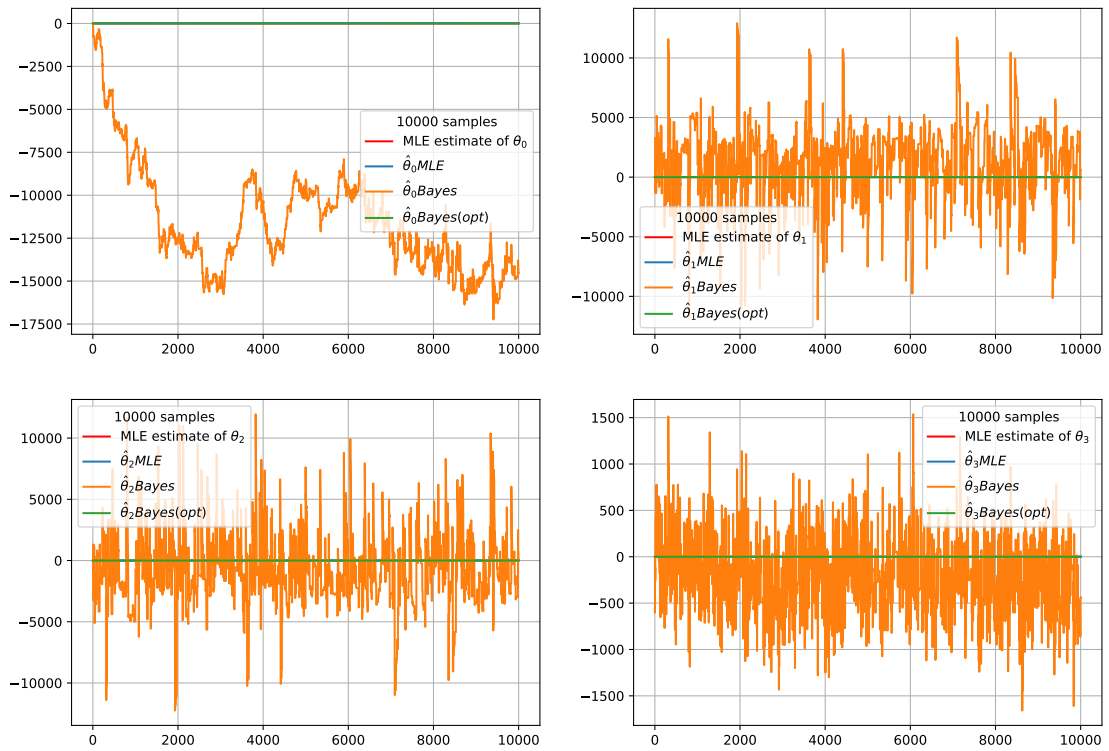 0
−2500
−5000
−7500
−10000
−12500
−15000
−17500
0 2000 4000 6000 8000 10000
10000 samples
MLE estimate of θ₀
θ̂₀MLE
θ̂₀Bayes
θ̂₀Bayes(opt)
10000
5000
0
−5000
−10000
0 2000 4000 6000 8000 10000
10000 samples
MLE estimate of θ₁
θ̂₁MLE
θ̂₁Bayes
θ̂₁Bayes(opt)
10000
5000
0
−5000
−10000
0 2000 4000 6000 8000 10000
10000 samples
MLE estimate of θ₂
θ̂₂MLE
θ̂₂Bayes
θ̂₂Bayes(opt)
1500
1000
500
0
−500
−1000
−1500
0 2000 4000 6000 8000 10000
10000 samples
MLE estimate of θ₃
θ̂₃MLE
θ̂₃Bayes
θ̂₃Bayes(opt)